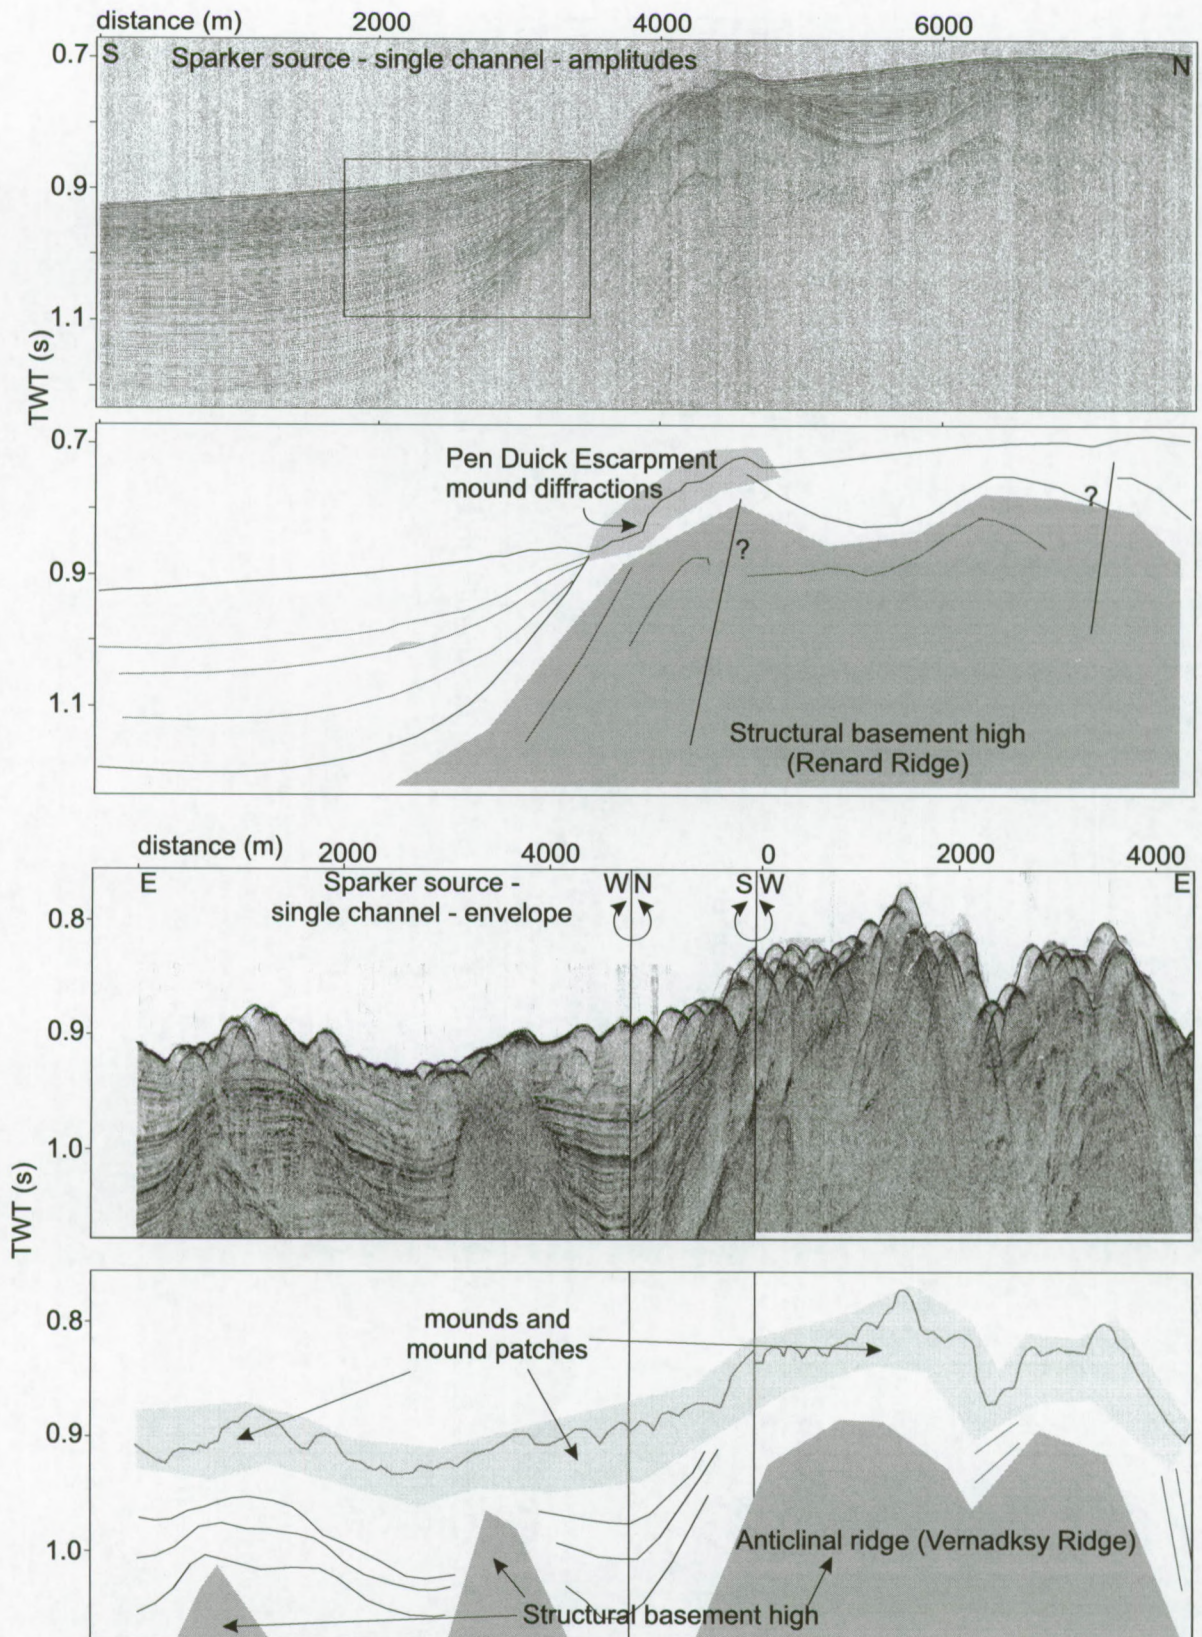 distance (m) 2000 4000 6000
0.7
S Sparker source - single channel - amplitudes N
0.9
1.1
TWT (s)
0.7
Pen Duick Escarpment
mound diffractions
?
?
0.9
1.1
Structural basement high
(Renard Ridge)
distance (m) 2000 4000 0 2000 4000
E Sparker source - W N S W E
single channel - envelope
0.8
0.9
1.0
TWT (s)
0.8
mounds and
mound patches
0.9
1.0
Anticlinal ridge (Vernadksy Ridge)
Structural basement high